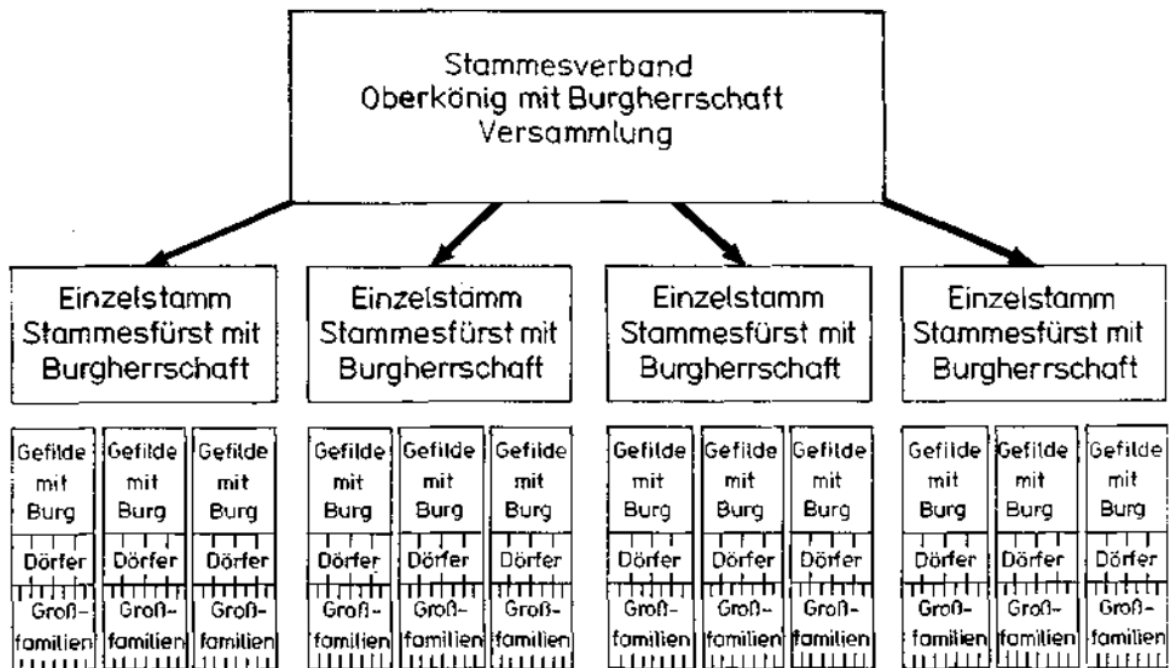 Stammesverband
Oberkönig mit Burgherrschaft
Versammlung
Einzelstamm
Stammesfürst mit
Burgherrschaft
Einzelstamm
Stammesfürst mit
Burgherrschaft
Einzelstamm
Stammesfürst mit
Burgherrschaft
Einzelstamm
Stammesfürst mit
Burgherrschaft
Gefilde
mit
Burg
Dörfer
Groß-
familien
Gefilde
mit
Burg
Dörfer
Groß-
familien
Gefilde
mit
Burg
Dörfer
Groß-
familien
Gefilde
mit
Burg
Dörfer
Groß-
familien
Gefilde
mit
Burg
Dörfer
Groß-
familien
Gefilde
mit
Burg
Dörfer
Groß-
familien
Gefilde
mit
Burg
Dörfer
Groß-
familien
Gefilde
mit
Burg
Dörfer
Groß-
familien
Gefilde
mit
Burg
Dörfer
Groß-
familien
Gefilde
mit
Burg
Dörfer
Groß-
familien
Gefilde
mit
Burg
Dörfer
Groß-
familien
Gefilde
mit
Burg
Dörfer
Groß-
familien